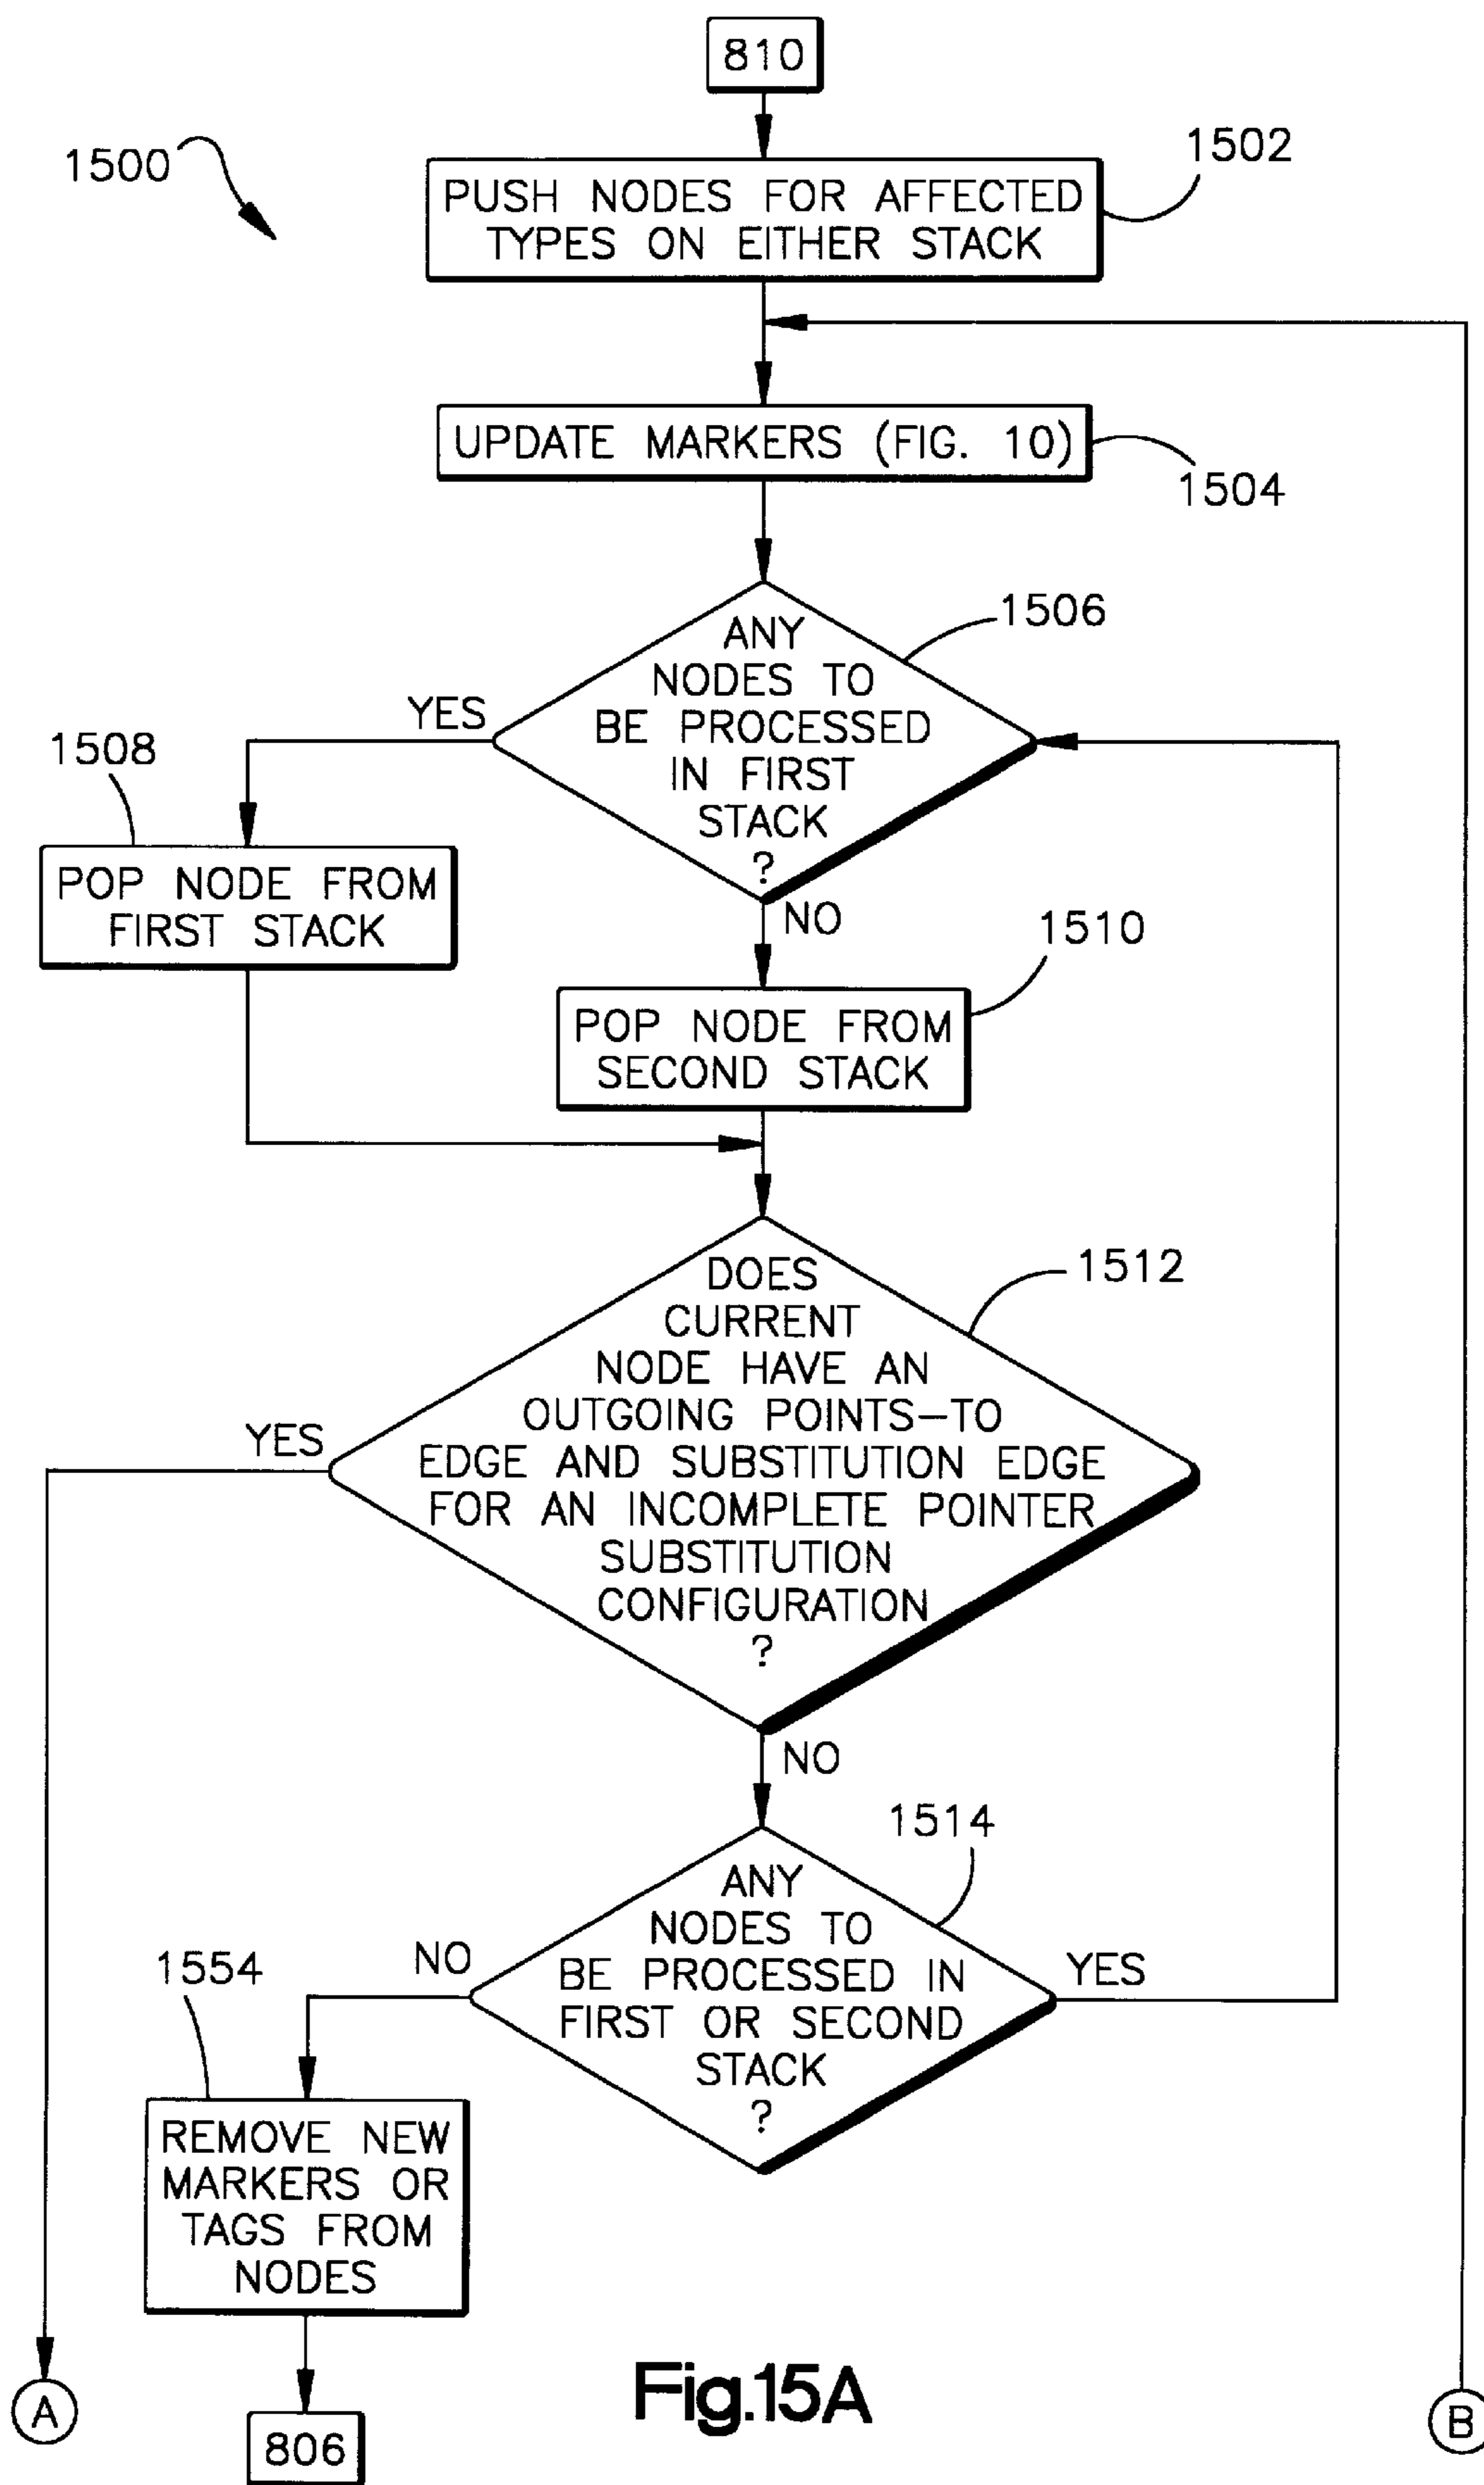 810
1500
1502
PUSH NODES FOR AFFECTED
TYPES ON EITHER STACK
UPDATE MARKERS (FIG. 10)
1504
1506
ANY
NODES TO
BE PROCESSED
IN FIRST
STACK
?
YES
1508
POP NODE FROM
FIRST STACK
NO
1510
POP NODE FROM
SECOND STACK
1512
DOES
CURRENT
NODE HAVE AN
OUTGOING POINTS-TO
EDGE AND SUBSTITUTION EDGE
FOR AN INCOMPLETE POINTER
SUBSTITUTION
CONFIGURATION
?
YES
NO
1514
ANY
NODES TO
BE PROCESSED IN
FIRST OR SECOND
STACK
?
NO
YES
1554
REMOVE NEW
MARKERS OR
TAGS FROM
NODES
A
806
Fig.15A
B